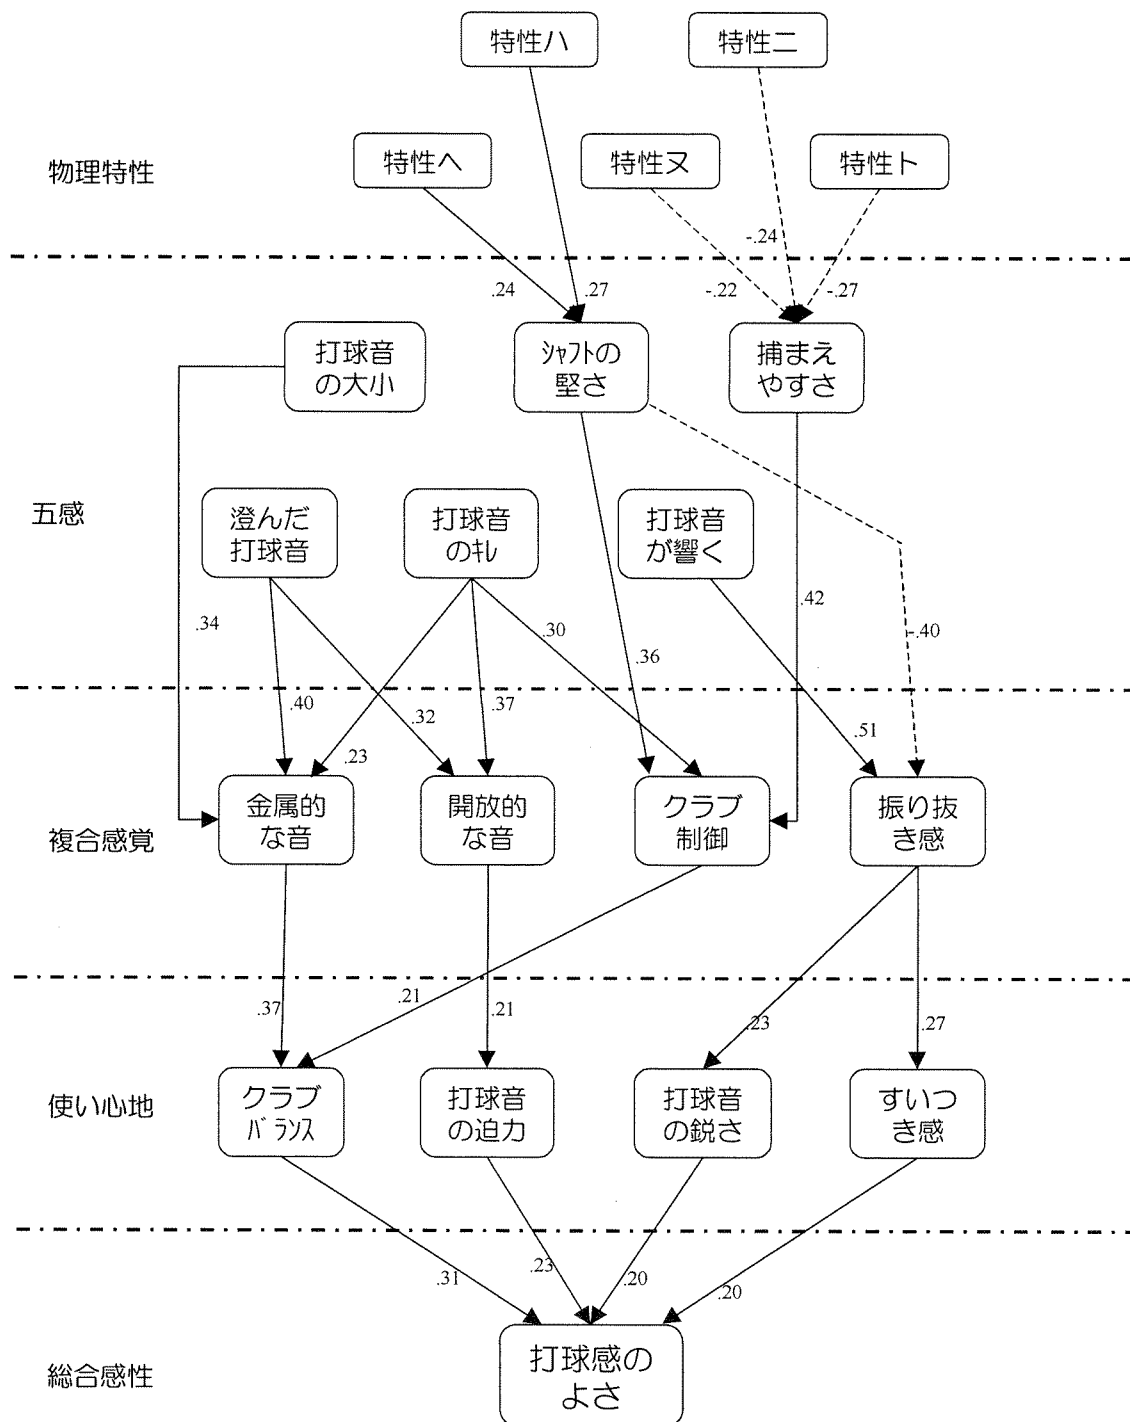 特性ハ
特性ニ
物理特性
特性ヘ
特性ヌ
特性ト
-.24
.24
.27
-.22
-.27
打球音
の大小
ｼｬﾌﾄの
堅さ
捕まえ
やすさ
五感
澄んだ
打球音
打球音
のｷﾚ
打球音
が響く
.34
.30
.36
.42
-.40
.40
.32
.37
.23
.51
複合感覚
金属的
な音
開放的
な音
クラブ
制御
振り抜
き感
.37
.21
.21
.23
.27
使い心地
クラブ
ﾊﾞﾗﾝｽ
打球音
の迫力
打球音
の鋭さ
すいつ
き感
.31
.23
.20
.20
総合感性
打球感の
よさ